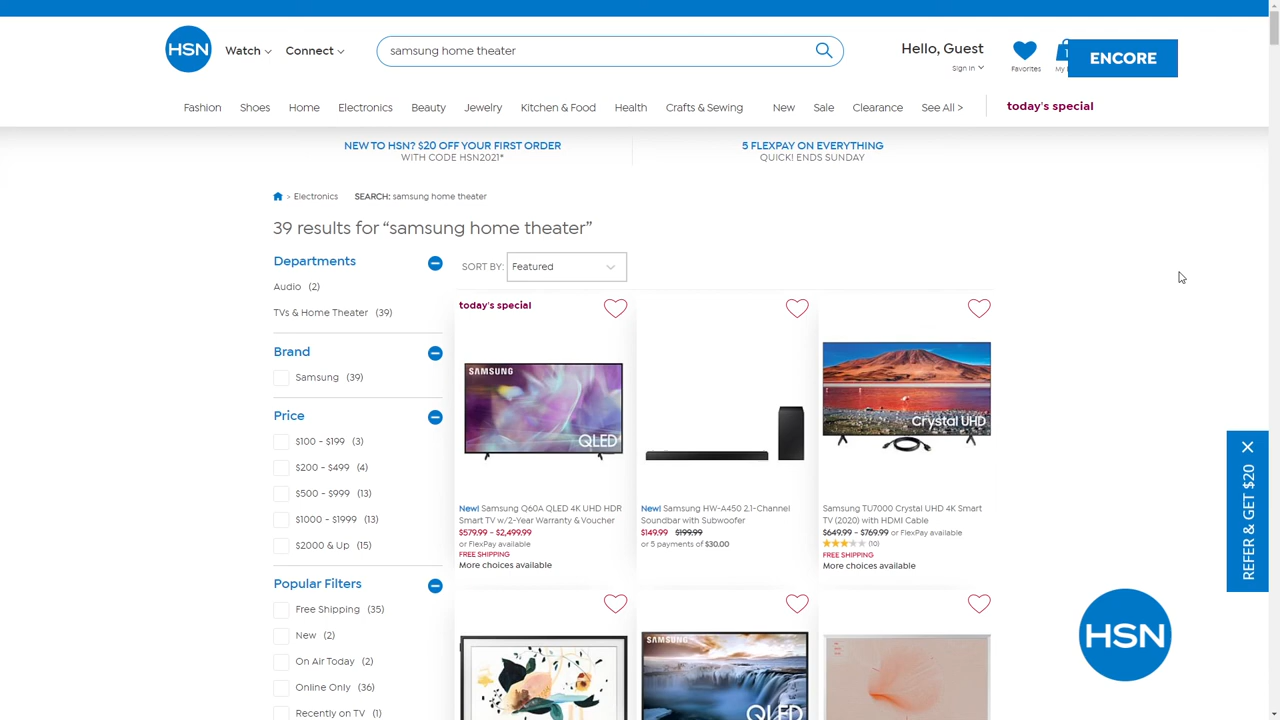 HSN
Watch
Connect
samsung home theater
Hello, Guest
Sign In
Favorites
1
My
ENCORE
Fashion
Shoes
Home
Electronics
Beauty
Jewelry
Kitchen & Food
Health
Crafts & Sewing
New
Sale
Clearance
See All >
today's special
NEW TO HSN? $20 OFF YOUR FIRST ORDER
WITH CODE HSN2021*
5 FLEXPAY ON EVERYTHING
QUICK! ENDS SUNDAY
> Electronics SEARCH: samsung home theater
39 results for “samsung home theater”
Departments
Audio (2)
TVs & Home Theater (39)
Brand
Samsung (39)
Price
$100 - $199 (3)
$200 - $499 (4)
$500 - $999 (13)
$1000 - $1999 (13)
$2000 & Up (15)
Popular Filters
Free Shipping (35)
New (2)
On Air Today (2)
Online Only (36)
Recently on TV (1)
SORT BY: Featured
today's special
SAMSUNG
QLED
New! Samsung Q60A QLED 4K UHD HDR
Smart TV w/2-Year Warranty & Voucher
$579.99 - $2,499.99
or FlexPay available
FREE SHIPPING
More choices available
New! Samsung HW-A450 2.1-Channel
Soundbar with Subwoofer
$149.99 $199.99
or 5 payments of $30.00
Crystal UHD
Samsung TU7000 Crystal UHD 4K Smart
TV (2020) with HDMI Cable
$649.99 - $769.99 or FlexPay available
(10)
FREE SHIPPING
More choices available
SAMSUNG
QLED
REFER & GET $20
HSN